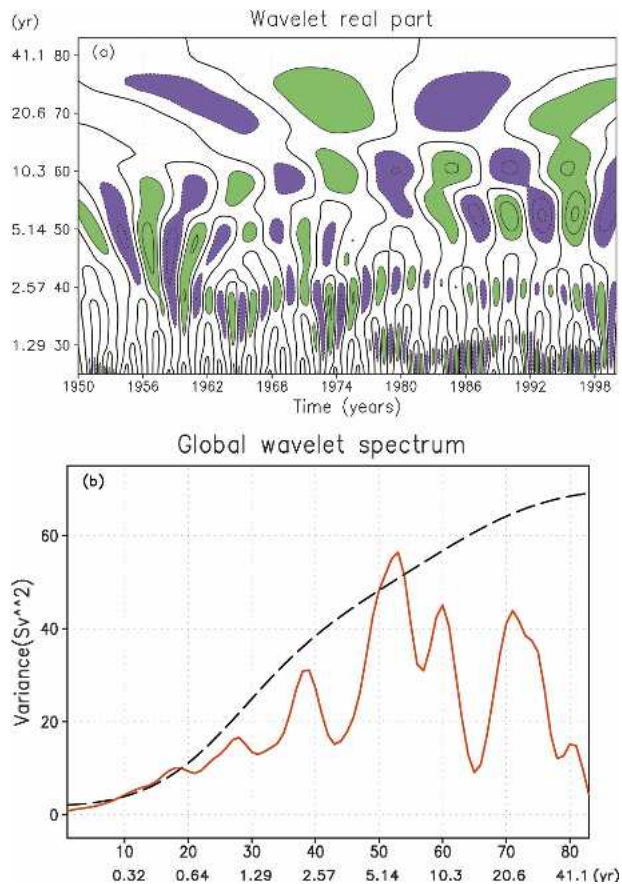 Wavelet real part
(yr)
(a)
41.1 80
20.6 70
10.3 60
5.14 50
2.57 40
1.29 30
1950 1956 1962 1968 1974 1980 1986 1992 1998
Time (years)
Global wavelet spectrum
(b)
Variance(Sv^^2)
60
40
20
0
10 20 30 40 50 60 70 80
0.32 0.64 1.29 2.57 5.14 10.3 20.6 41.1 (yr)